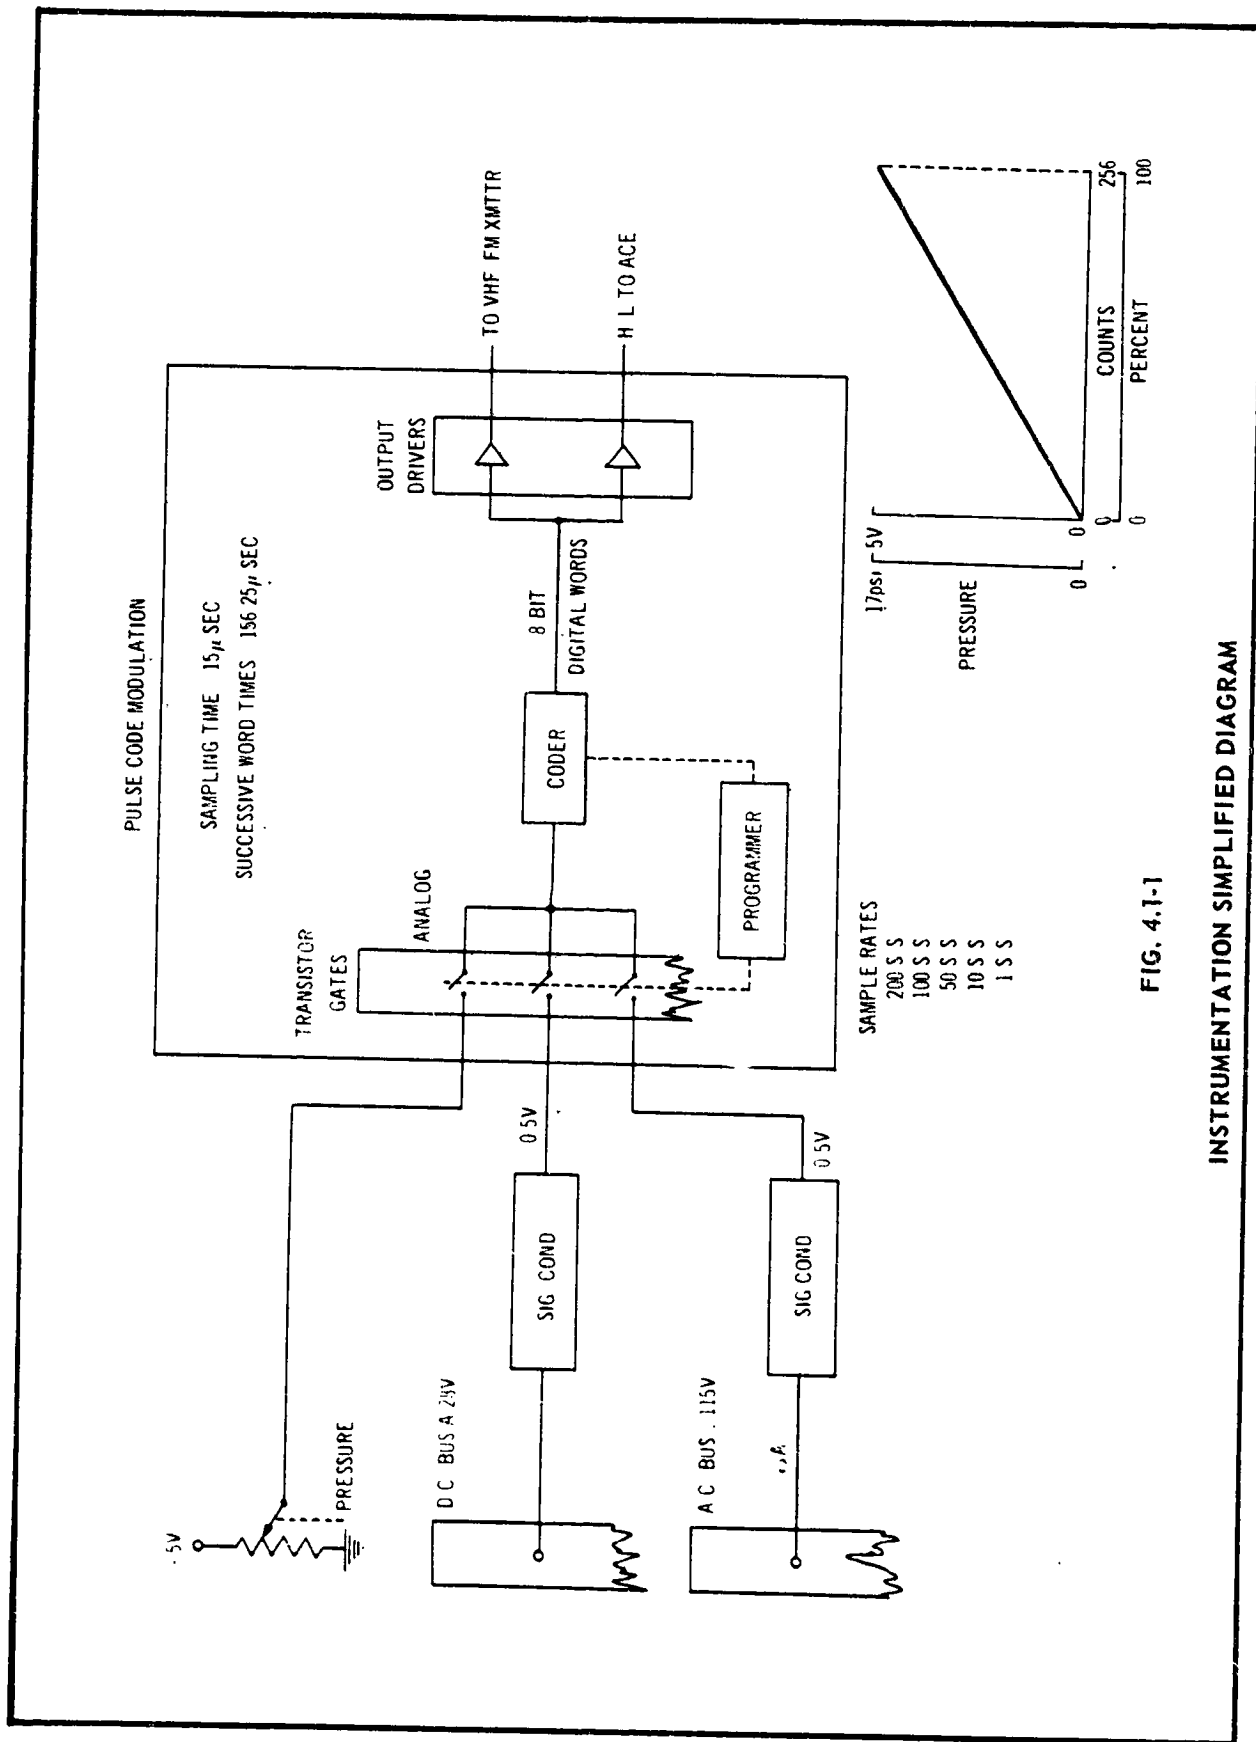 PULSE CODE MODULATION
SAMPLING TIME 15μ SEC
SUCCESSIVE WORD TIMES 156 25μ SEC
TRANSISTOR
GATES
ANALOG
CODER
8 BIT
DIGITAL WORDS
OUTPUT
DRIVERS
TO VHF FM XMTTR
H L TO ACE
PROGRAMMER
5V
PRESSURE
D C BUS A 28V
SIG COND
0 5V
A C BUS . 115V
SIG COND
0 5V
SAMPLE RATES
200 S S
100 S S
50 S S
10 S S
1 S S
17psi
5V
PRESSURE
0
0
0
COUNTS
256
0
PERCENT
100
FIG. 4.1-1
INSTRUMENTATION SIMPLIFIED DIAGRAM